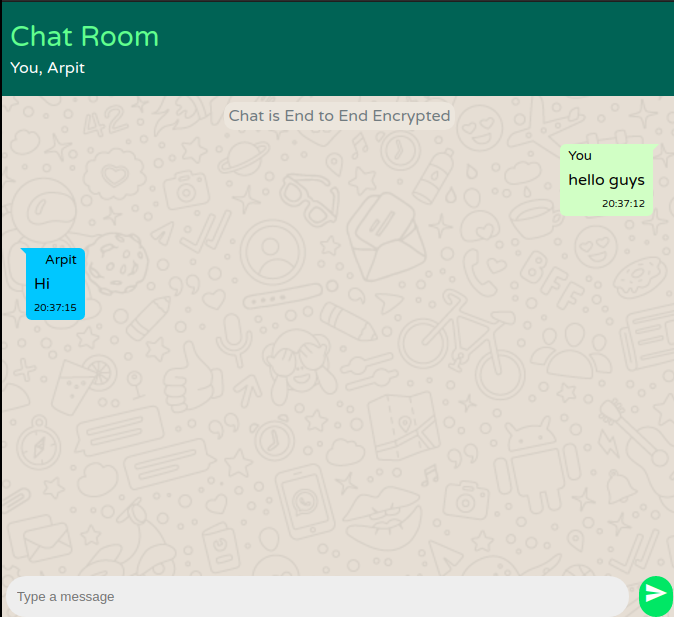 Chat Room
You, Arpit
Chat is End to End Encrypted
You
hello guys
20:37:12
Arpit
Hi
20:37:15
Type a message